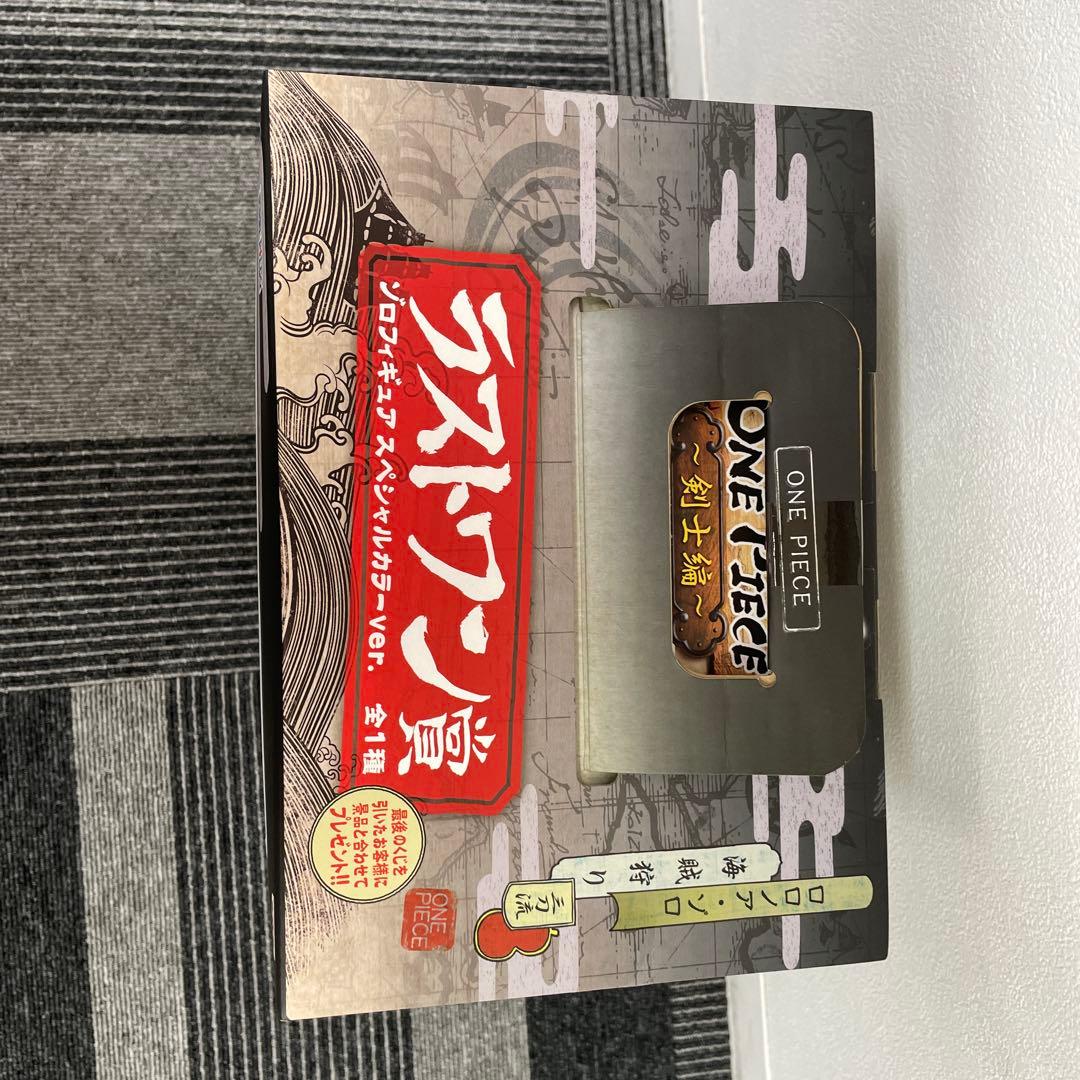 ONE PIECE
ONE PIECE
～剣士編～
ラストワン賞
ゾロフィギュア スペシャルカラーver. 全1種
最後のくじを
引いたお客様に
景品と合わせて
プレゼント!!
ロロノア・ゾロ
海賊狩り
三刀流
ONE
PIECE